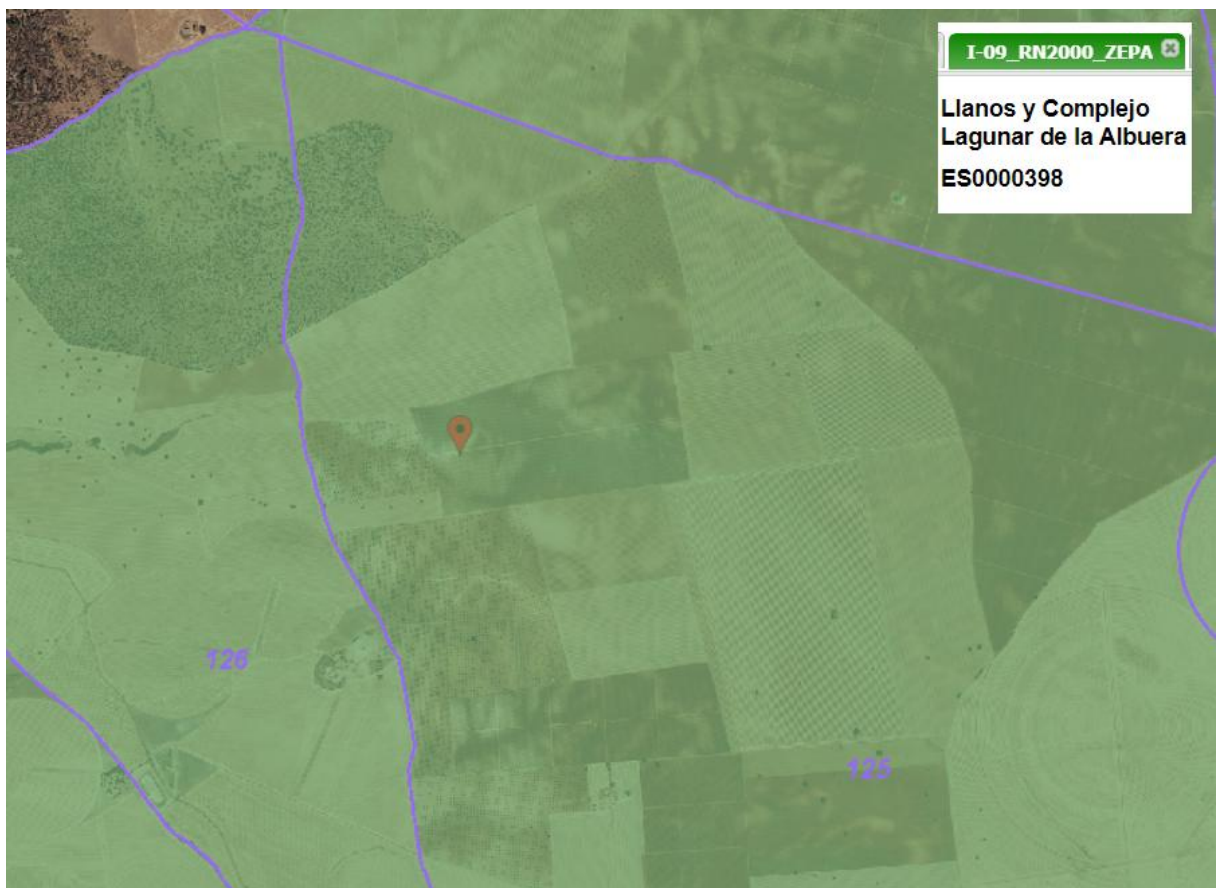 I-09_RN2000_ZEPA
Llanos y Complejo
Lagunar de la Albuera
ES0000398
126
125